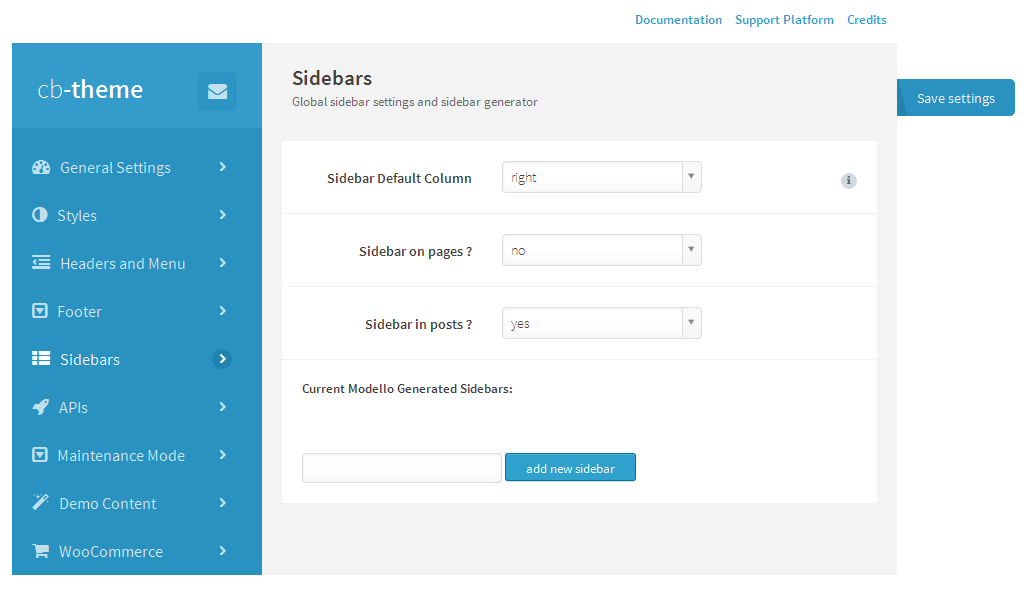 Documentation Support Platform Credits
cb-theme
Sidebars
Global sidebar settings and sidebar generator
Save settings
General Settings
Styles
Headers and Menu
Footer
Sidebars
APIs
Maintenance Mode
Demo Content
WooCommerce
Sidebar Default Column right
Sidebar on pages ? no
Sidebar in posts ? yes
Current Modello Generated Sidebars:
add new sidebar